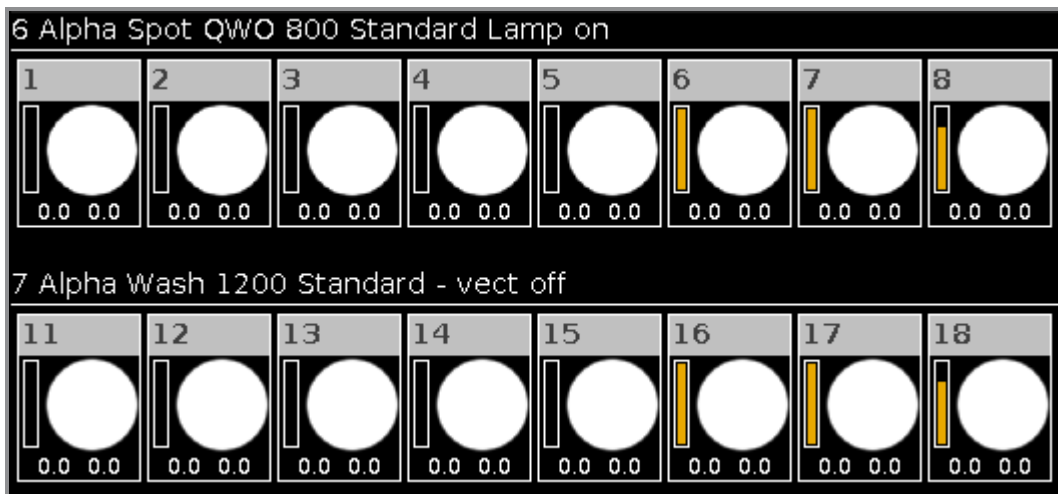 6 Alpha Spot QWO 800 Standard Lamp on
1 2 3 4 5 6 7 8
0.0 0.0 0.0 0.0 0.0 0.0 0.0 0.0 0.0 0.0 0.0 0.0 0.0 0.0 0.0 0.0
7 Alpha Wash 1200 Standard - vect off
11 12 13 14 15 16 17 18
0.0 0.0 0.0 0.0 0.0 0.0 0.0 0.0 0.0 0.0 0.0 0.0 0.0 0.0 0.0 0.0